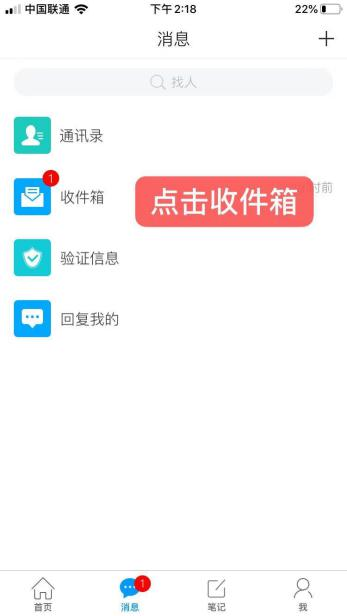 中国联通 下午2:18 22%
消息
找人
通讯录
1
收件箱 时前
点击收件箱
验证信息
回复我的
1
首页 消息 笔记 我